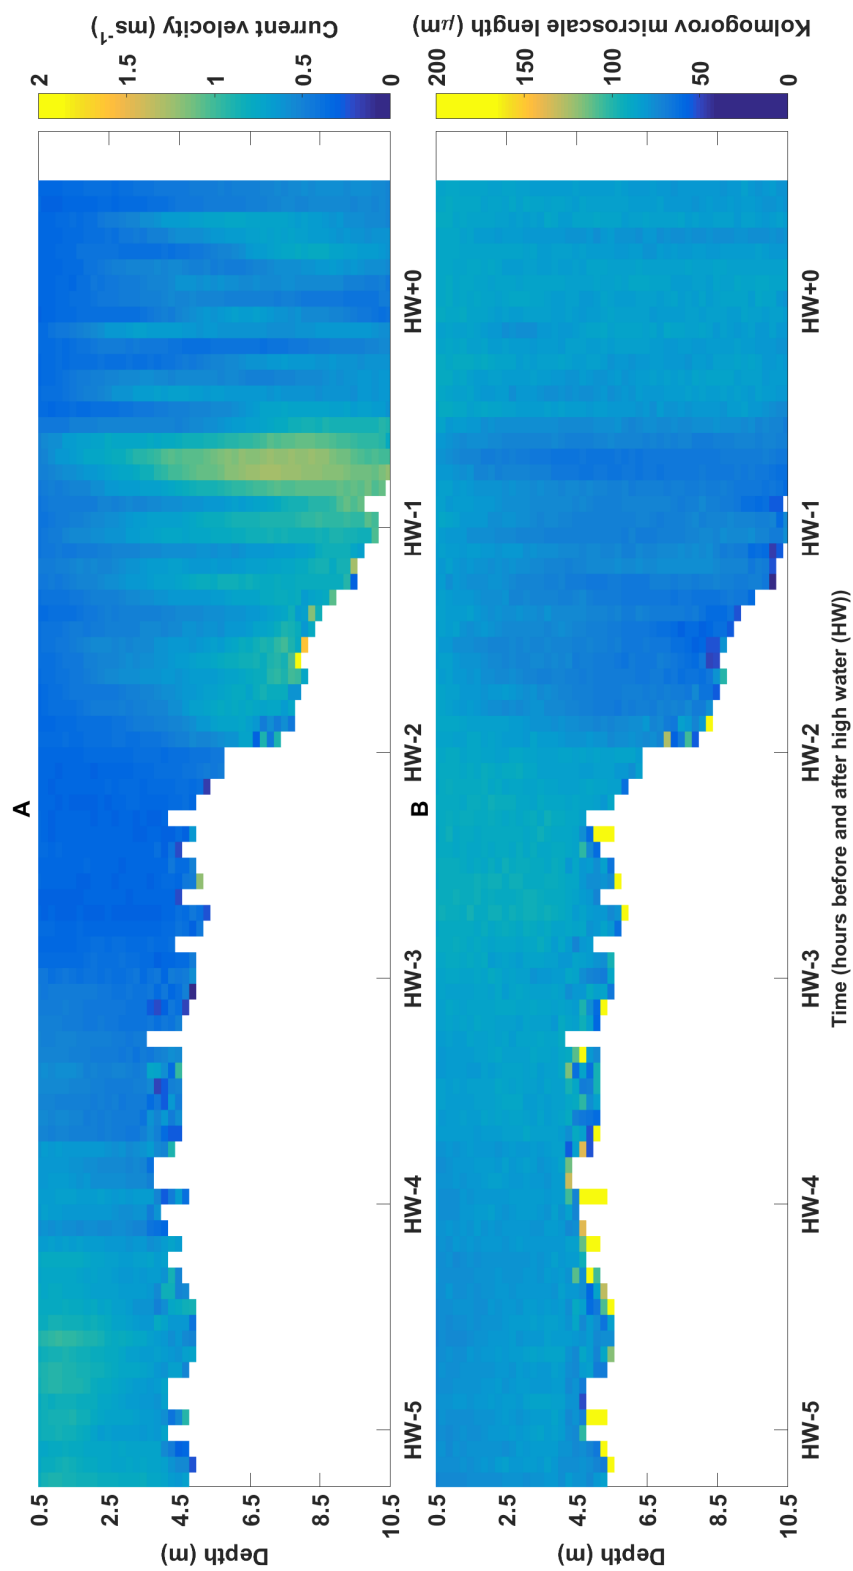 A
Depth (m)
0.5
2.5
4.5
6.5
8.5
10.5
HW-5
HW-4
HW-3
HW-2
HW-1
HW+0
2
1.5
1
0.5
0
Current velocity (ms-1)
B
Depth (m)
0.5
2.5
4.5
6.5
8.5
10.5
HW-5
HW-4
HW-3
HW-2
HW-1
HW+0
200
150
100
50
0
Kolmogorov microscale length (μm)
Time (hours before and after high water (HW))